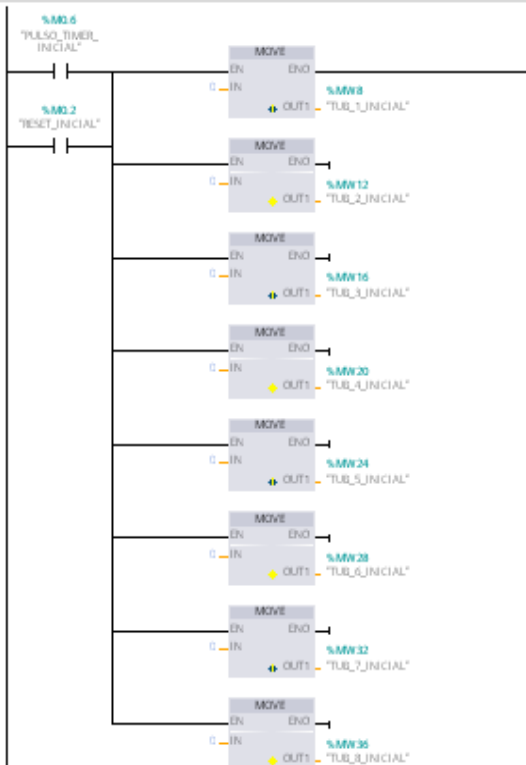 %M0.6
"PULSO_TIMER_
INICIAL"
MOVE
EN ENO
0 IN
%MW8
OUT1 "TUB_1_INICIAL"
%M0.2
"RESET_INICIAL"
MOVE
EN ENO
0 IN
%MW12
OUT1 "TUB_2_INICIAL"
MOVE
EN ENO
0 IN
%MW16
OUT1 "TUB_3_INICIAL"
MOVE
EN ENO
0 IN
%MW20
OUT1 "TUB_4_INICIAL"
MOVE
EN ENO
0 IN
%MW24
OUT1 "TUB_5_INICIAL"
MOVE
EN ENO
0 IN
%MW28
OUT1 "TUB_6_INICIAL"
MOVE
EN ENO
0 IN
%MW32
OUT1 "TUB_7_INICIAL"
MOVE
EN ENO
0 IN
%MW36
OUT1 "TUB_8_INICIAL"